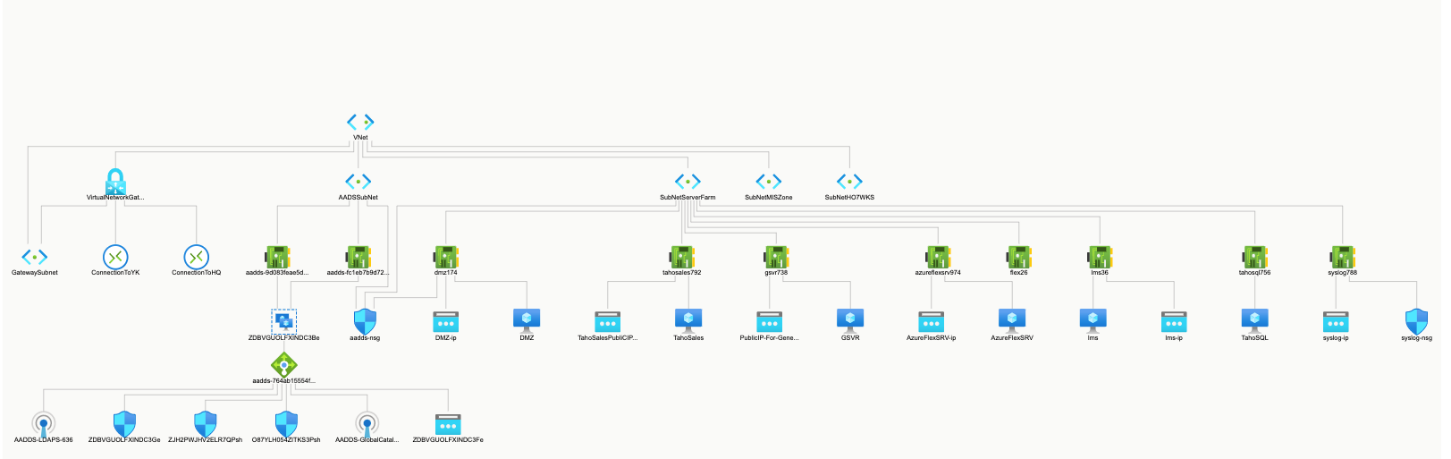 VNet
VirtualNetworkGat...
AADSSubNet
SubNetServerFarm
SubNetMISZone
SubNetHO7WKS
GatewaySubnet
ConnectionToYK
ConnectionToHQ
aadds-9d083feae5d...
aadds-fc1eb7b9d72...
dmz174
tahosales792
gsvr738
azureflexsrv974
flex26
lms36
tahosql756
syslog788
ZDBVGUOLFXINDC3Be
aadds-nsg
DMZ-ip
DMZ
TahoSalesPubliCIP...
TahoSales
PublicIP-For-Gene...
GSVR
AzureFlexSRV-ip
AzureFlexSRV
lms
lms-ip
TahoSQL
syslog-ip
syslog-nsg
aadds-764ab15554f...
AADDS-LDAPS-636
ZDBVGUOLFXINDC3Ge
ZJH2PWJHV2ELR7QPsh
O87YLH054ZITKS3Psh
AADDS-GlobalCatal...
ZDBVGUOLFXINDC3Fe